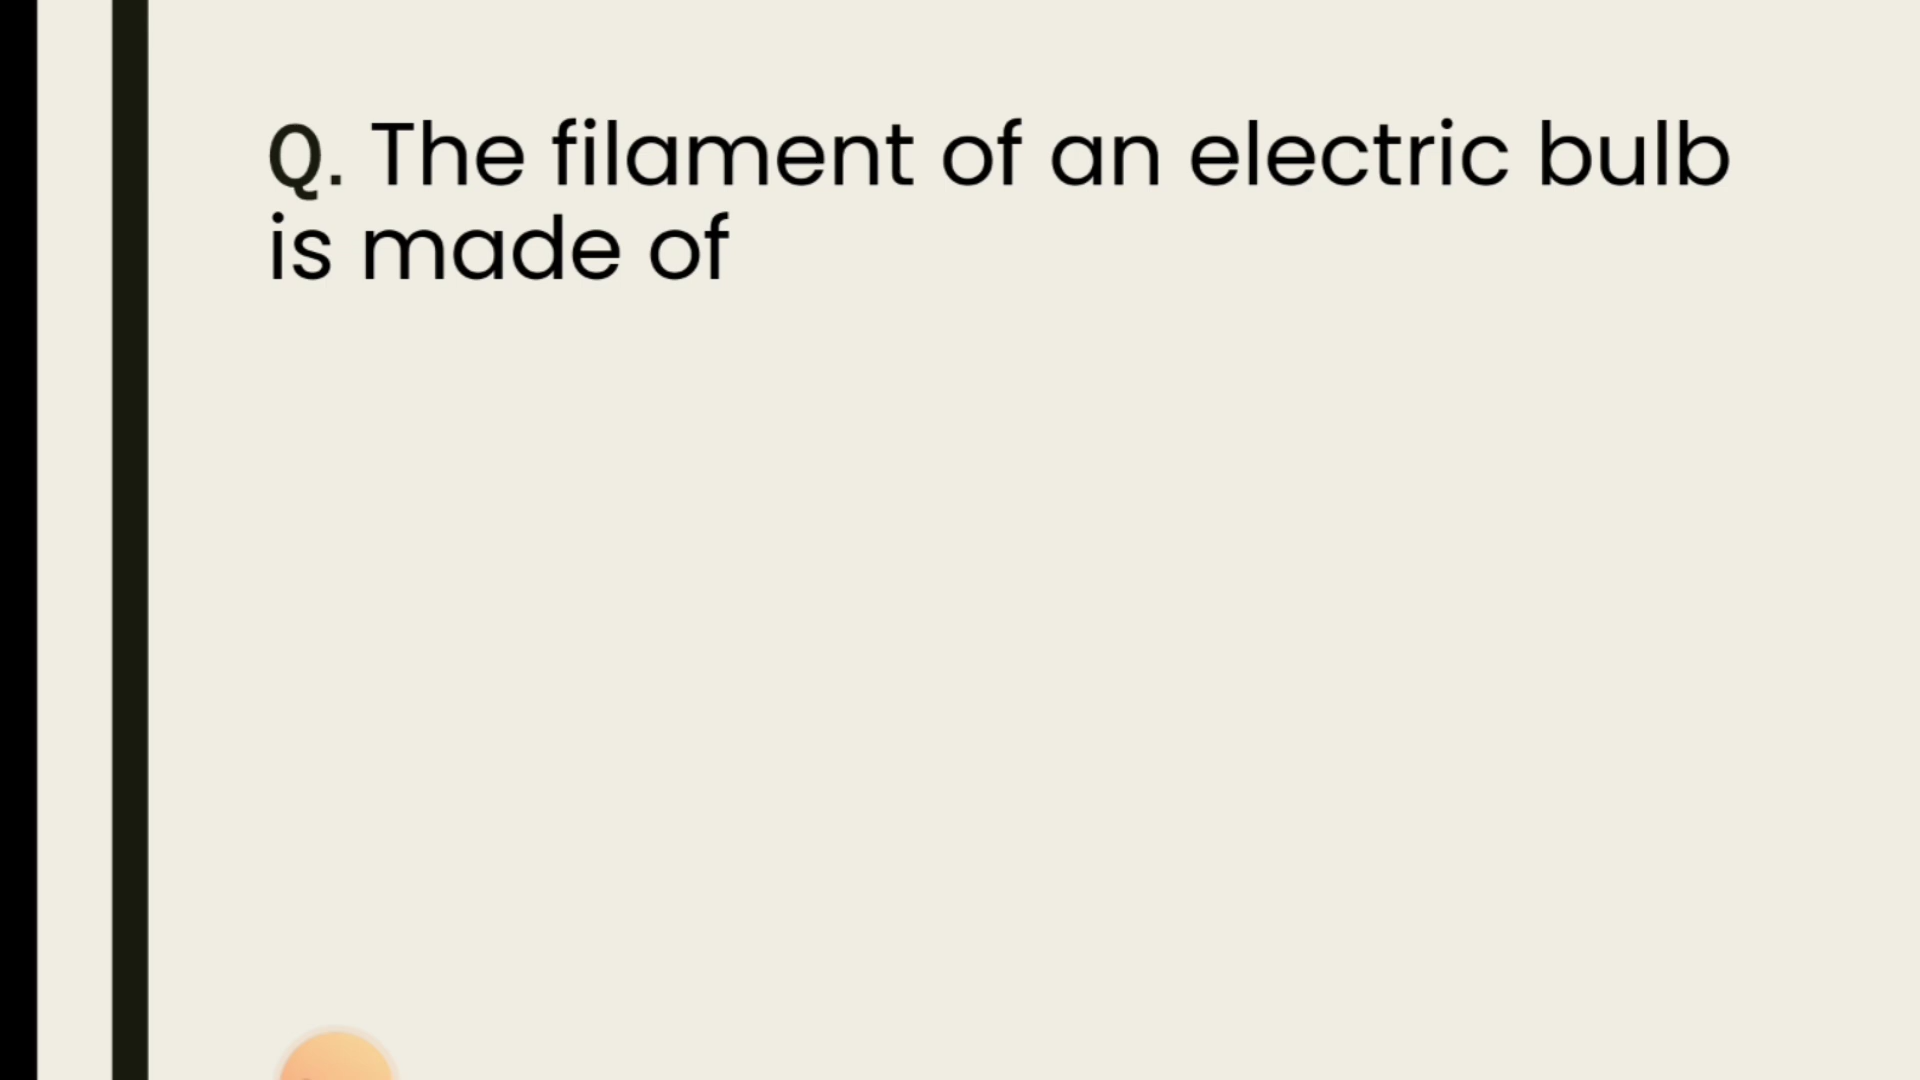 Q. The filament of an electric bulb
is made of